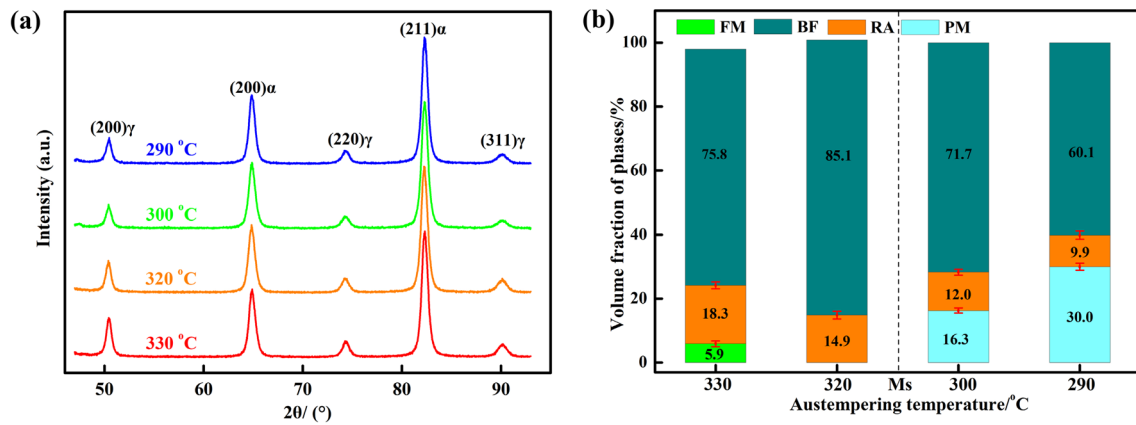 (a)
(211)α
(200)α
(200)γ
(220)γ
(311)γ
290 °C
300 °C
320 °C
330 °C
Intensity (a.u.)
50 60 70 80 90
2θ/ (°)
(b)
FM BF RA PM
100
80
60
40
20
0
Volume fraction of phases/%
75.8 85.1 71.7 60.1
18.3 14.9 12.0 9.9
5.9 16.3 30.0
330 320 Ms 300 290
Austempering temperature/°C